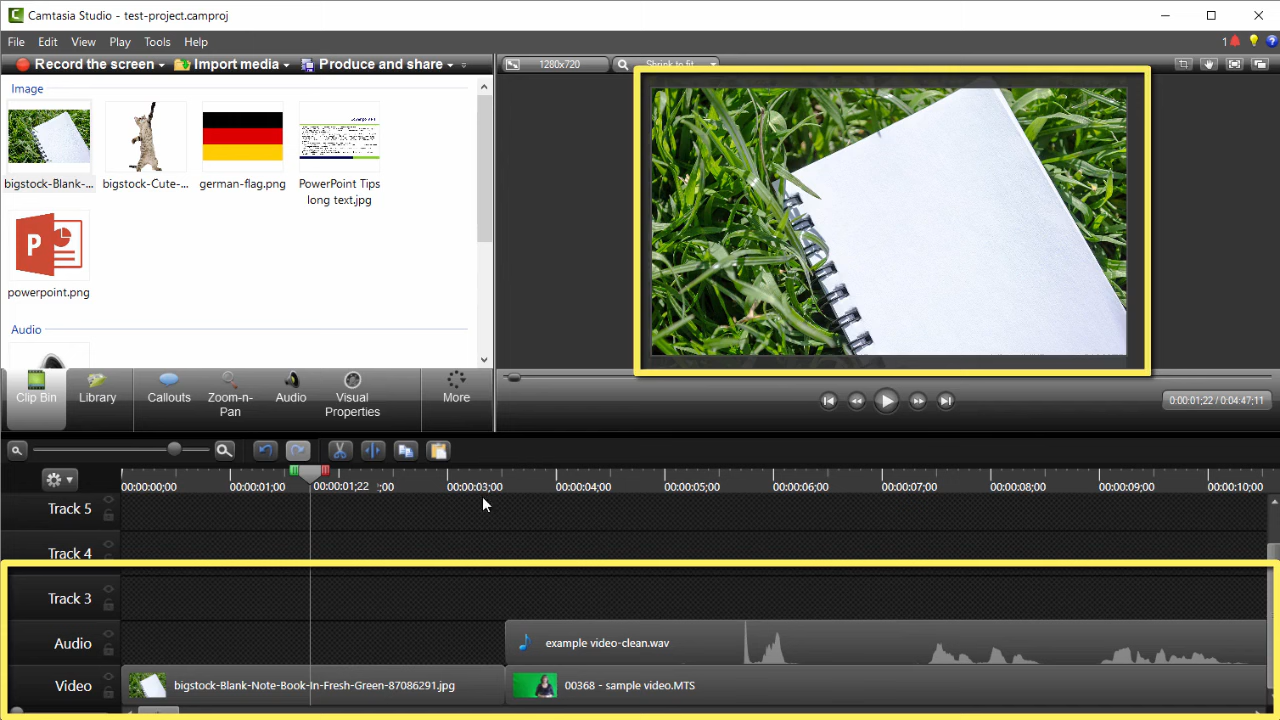 Camtasia Studio - test-project.camproj
File Edit View Play Tools Help
1
Record the screen Import media Produce and share
1280x720 Shrink to fit
Image
bigstock-Blank-... bigstock-Cute-... german-flag.png PowerPoint Tips
long text.jpg
powerpoint.png
Audio
Clip Bin Library Callouts Zoom-n-
Pan Audio Visual
Properties More
0:00:01;22 / 0:04:47;11
00:00:00;00 00:00:01;00 00:00:01;22 ;00 00:00:03;00 00:00:04;00 00:00:05;00 00:00:06;00 00:00:07;00 00:00:08;00 00:00:09;00 00:00:10;00
Track 5
Track 4
Track 3
Audio example video-clean.wav
Video bigstock-Blank-Note-Book-In-Fresh-Green-87086291.jpg 00368 - sample video.MTS